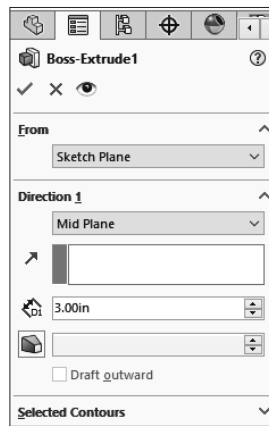 Boss-Extrude1
From
Sketch Plane
Direction 1
Mid Plane
D1
3.00in
Draft outward
Selected Contours